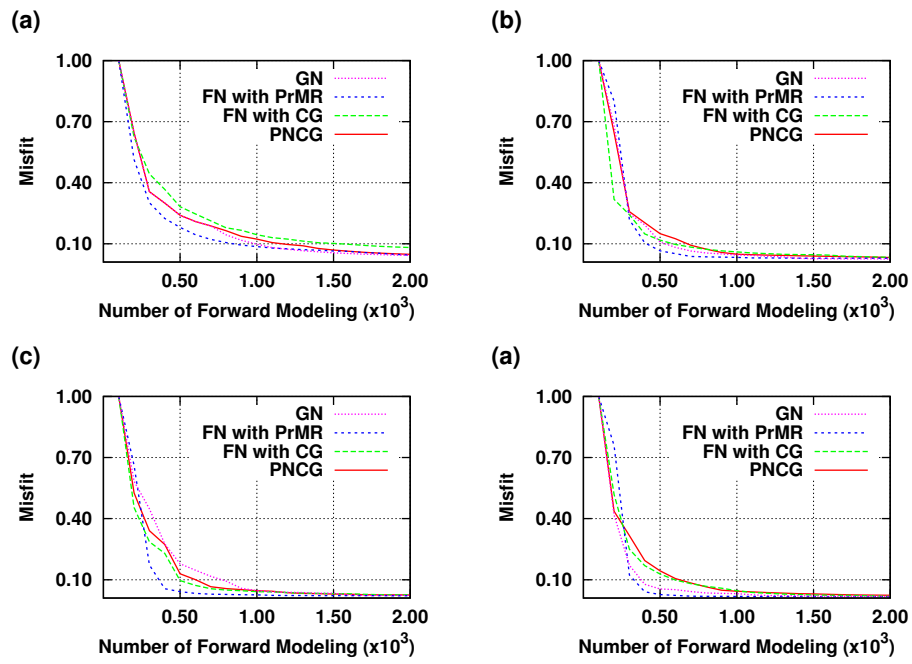 (a)
Misfit
1.00
0.70
0.40
0.10
GN
FN with PrMR
FN with CG
PNCG
0.50 1.00 1.50 2.00
Number of Forward Modeling (x10³)
(b)
Misfit
1.00
0.70
0.40
0.10
GN
FN with PrMR
FN with CG
PNCG
0.50 1.00 1.50 2.00
Number of Forward Modeling (x10³)
(c)
Misfit
1.00
0.70
0.40
0.10
GN
FN with PrMR
FN with CG
PNCG
0.50 1.00 1.50 2.00
Number of Forward Modeling (x10³)
(a)
Misfit
1.00
0.70
0.40
0.10
GN
FN with PrMR
FN with CG
PNCG
0.50 1.00 1.50 2.00
Number of Forward Modeling (x10³)